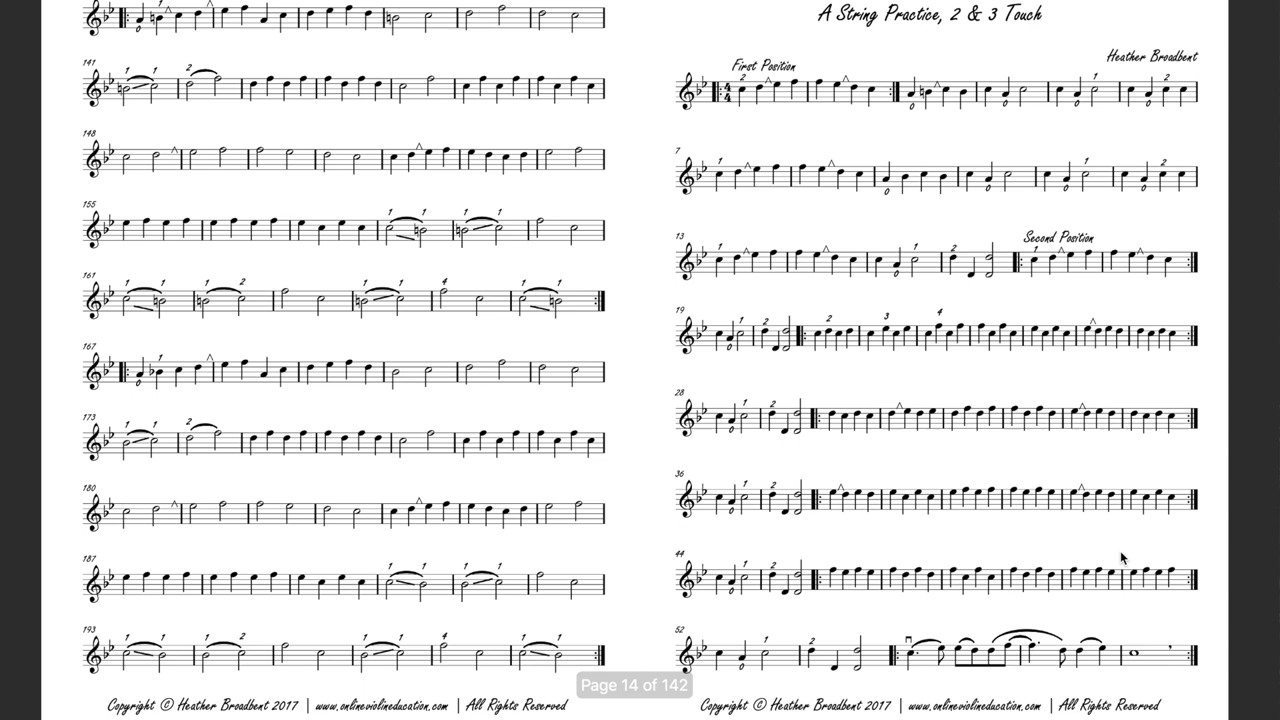 141
148
155
161
167
173
180
187
193
Copyright © Heather Broadbent 2017 | www.onlineviolineducation.com | All Rights Reserved
A String Practice, 2 & 3 Touch
Heather Broadbent
First Position
7
13
Second Position
19
28
36
44
52
Copyright © Heather Broadbent 2017 | www.onlineviolineducation.com | All Rights Reserved
Page 14 of 142